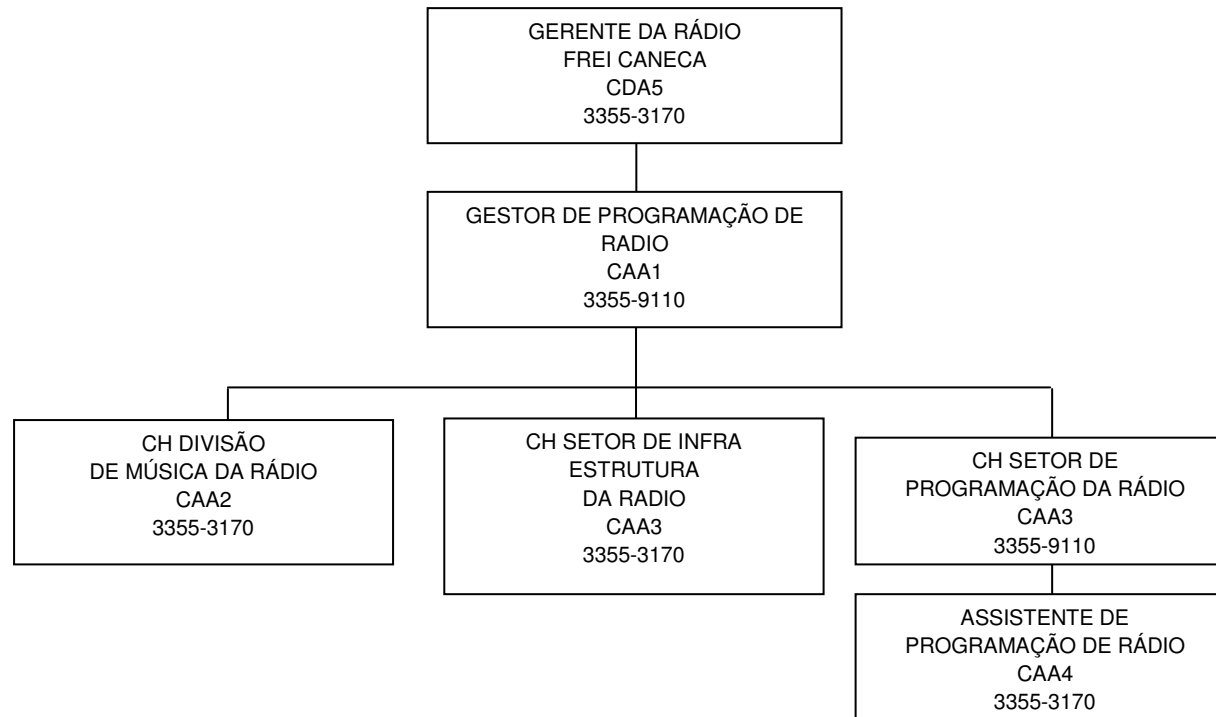 GERENTE DA RÁDIO
FREI CANECA
CDA5
3355-3170
GESTOR DE PROGRAMAÇÃO DE
RADIO
CAA1
3355-9110
CH DIVISÃO
DE MÚSICA DA RÁDIO
CAA2
3355-3170
CH SETOR DE INFRA
ESTRUTURA
DA RADIO
CAA3
3355-3170
CH SETOR DE
PROGRAMAÇÃO DA RÁDIO
CAA3
3355-9110
ASSISTENTE DE
PROGRAMAÇÃO DE RÁDIO
CAA4
3355-3170